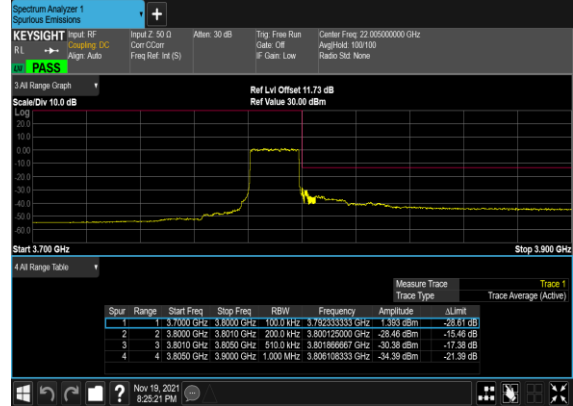 Spectrum Analyzer 1
Spurious Emissions
+
KEYSIGHT Input: RF Input Z: 50 Ω Atten: 30 dB Trig: Free Run Center Freq: 22.005000000 GHz
RL Coupling: DC Corr CCorr Gate: Off Avg|Hold: 100/100
Align: Auto Freq Ref: Int (S) IF Gain: Low Radio Std: None
PASS
3 All Range Graph
Ref Lvl Offset 11.73 dB
Scale/Div 10.0 dB Ref Value 30.00 dBm
Log
20.0
10.0
0.00
-10.0
-20.0
-30.0
-40.0
-50.0
-60.0
Start 3.700 GHz Stop 3.900 GHz
4 All Range Table
Measure Trace Trace 1
Trace Type Trace Average (Active)
Spur Range Start Freq Stop Freq RBW Frequency Amplitude ΔLimit
1 1 3.7000 GHz 3.8000 GHz 100.0 kHz 3.792333333 GHz 1.393 dBm -28.61 dB
2 2 3.8000 GHz 3.8010 GHz 200.0 kHz 3.800125000 GHz -28.46 dBm -15.46 dB
3 3 3.8010 GHz 3.8050 GHz 510.0 kHz 3.801866667 GHz -30.38 dBm -17.38 dB
4 4 3.8050 GHz 3.9000 GHz 1.000 MHz 3.806108333 GHz -34.39 dBm -21.39 dB
? Nov 19, 2021
8:25:21 PM